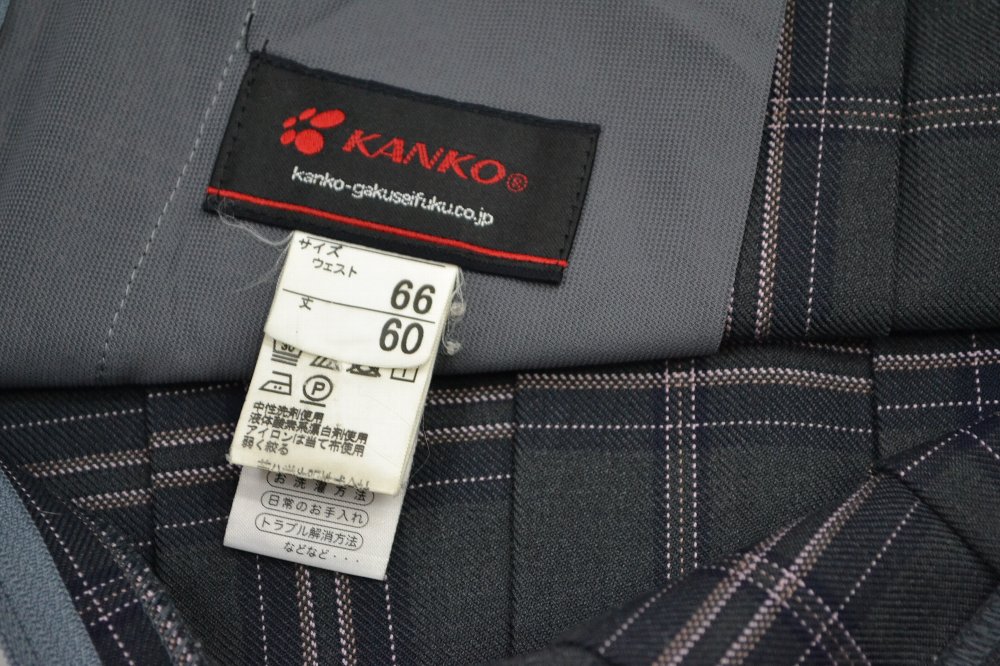 KANKO®
kanko-gakuseifuku.co.jp
サイズ
ウェスト
66
丈
60
P
中性洗剤使用
液体酸素系漂白剤使用
アイロンは当て布使用
弱く絞る
お洗濯方法
日常のお手入れ
トラブル解消方法
などなど・・・